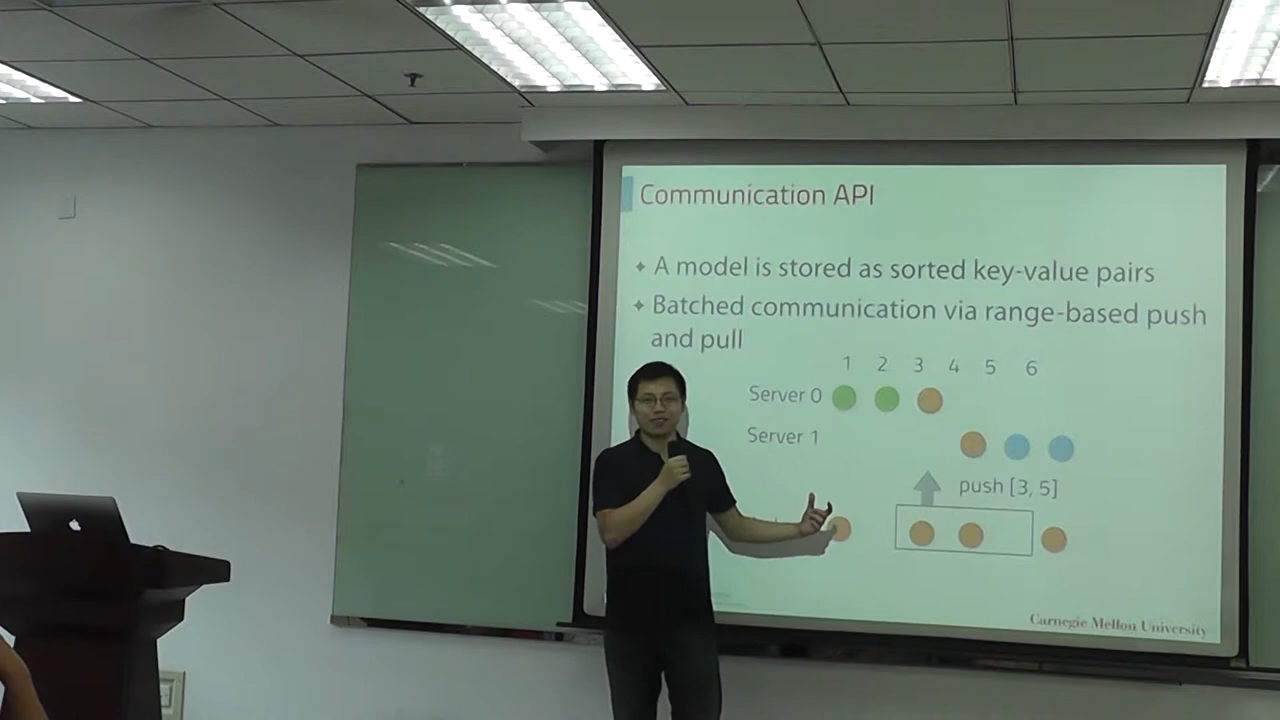 Communication API
A model is stored as sorted key-value pairs
Batched communication via range-based push
and pull
1 2 3 4 5 6
Server 0
Server 1
push [3, 5]
Carnegie Mellon University